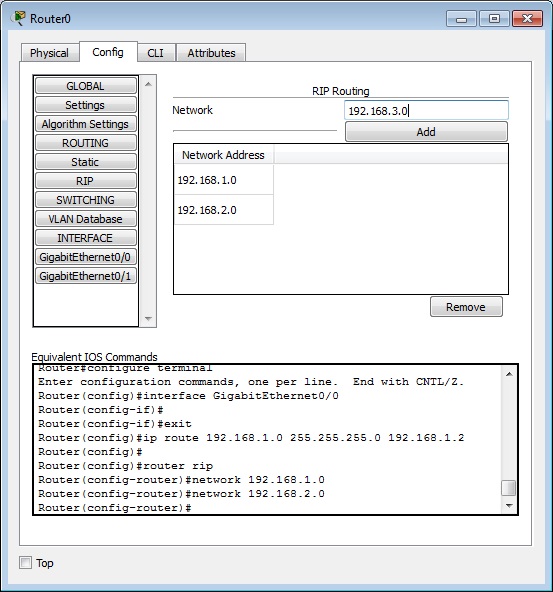 Router0
Physical Config CLI Attributes
GLOBAL
Settings
Algorithm Settings
ROUTING
Static
RIP
SWITCHING
VLAN Database
INTERFACE
GigabitEthernet0/0
GigabitEthernet0/1
RIP Routing
Network 192.168.3.0
Add
Network Address
192.168.1.0
192.168.2.0
Remove
Equivalent IOS Commands
Router#configure terminal
Enter configuration commands, one per line. End with CNTL/Z.
Router(config)#interface GigabitEthernet0/0
Router(config-if)#
Router(config-if)#exit
Router(config)#ip route 192.168.1.0 255.255.255.0 192.168.1.2
Router(config)#
Router(config)#router rip
Router(config-router)#network 192.168.1.0
Router(config-router)#network 192.168.2.0
Router(config-router)#
Top